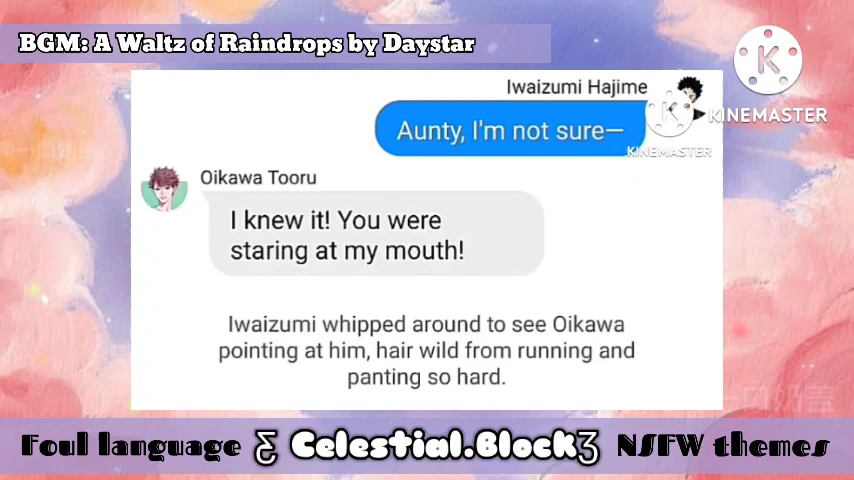 BGM: A Waltz of Raindrops by Daystar
Iwaizumi Hajime
KINEMASTER
Aunty, I'm not sure—
KINEMASTER
Oikawa Tooru
I knew it! You were
staring at my mouth!
Iwaizumi whipped around to see Oikawa
pointing at him, hair wild from running and
panting so hard.
Foul language Ƹ Celestial.BlockƷ NSFW themes